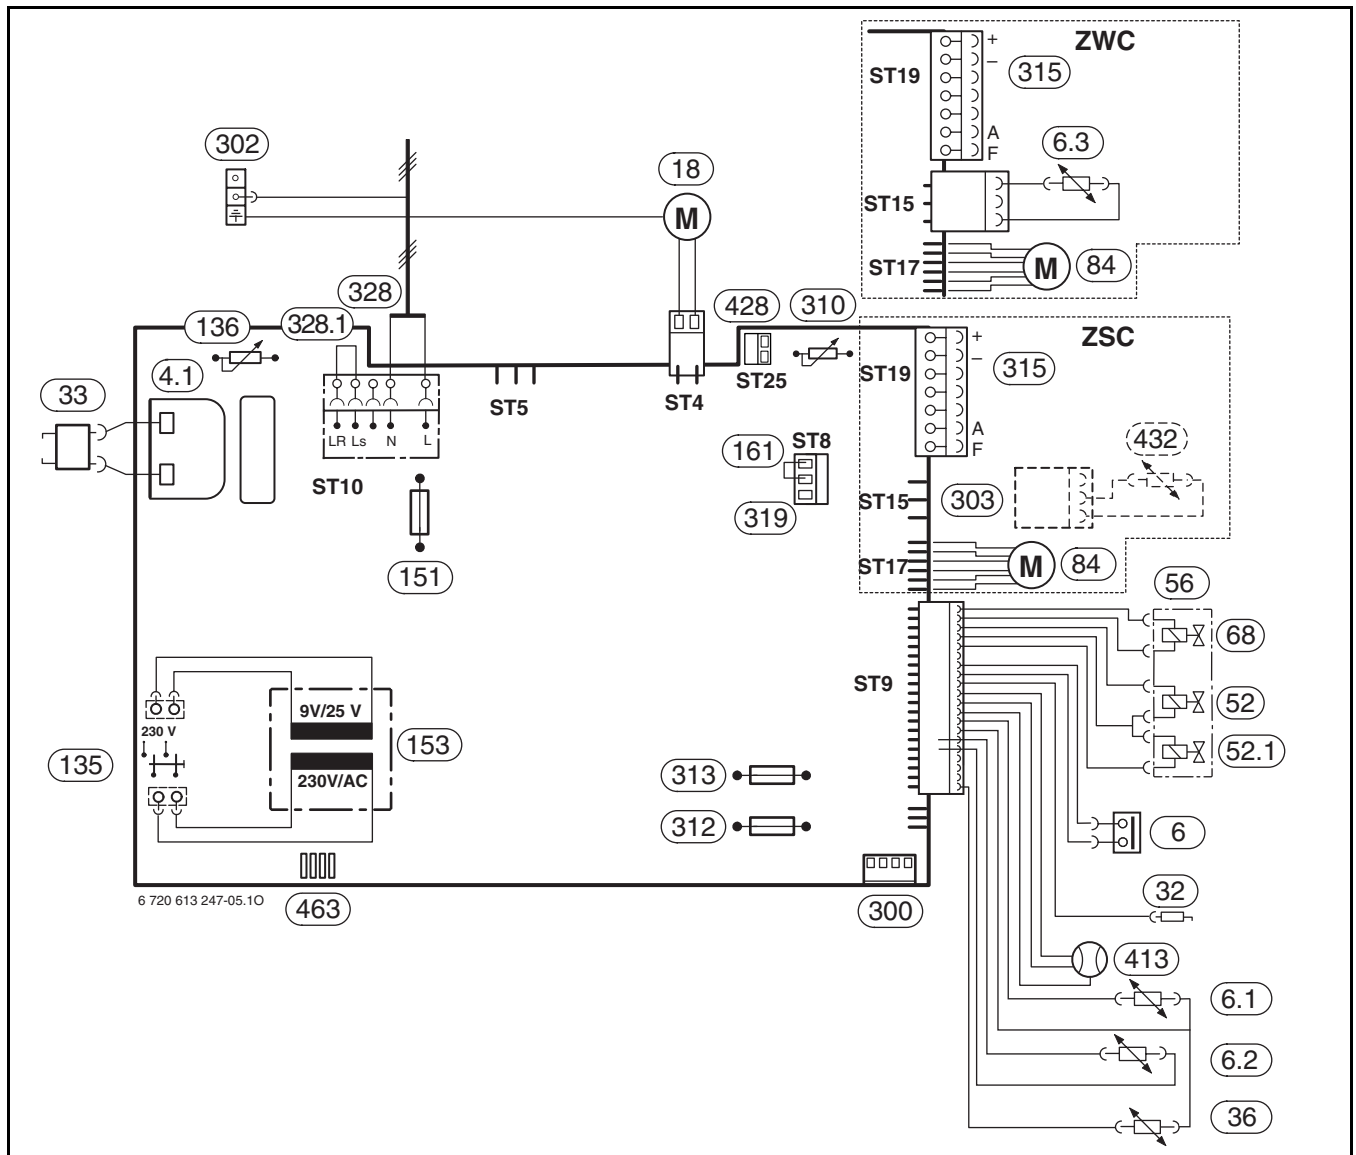 ZWC
+
–
315
ST19
A
F
6.3
ST15
ST17
M
84
302
18
M
328
428
310
136
328.1
4.1
33
ST5
ST4
ST25
LR
Ls
N
L
ST10
151
161
ST8
319
ZSC
+
–
315
ST19
A
F
432
ST15
303
ST17
M
84
56
68
52
52.1
ST9
9V/25 V
230 V
135
153
230V/AC
313
312
6
463
300
32
413
6.1
6.2
36
6 720 613 247-05.1O